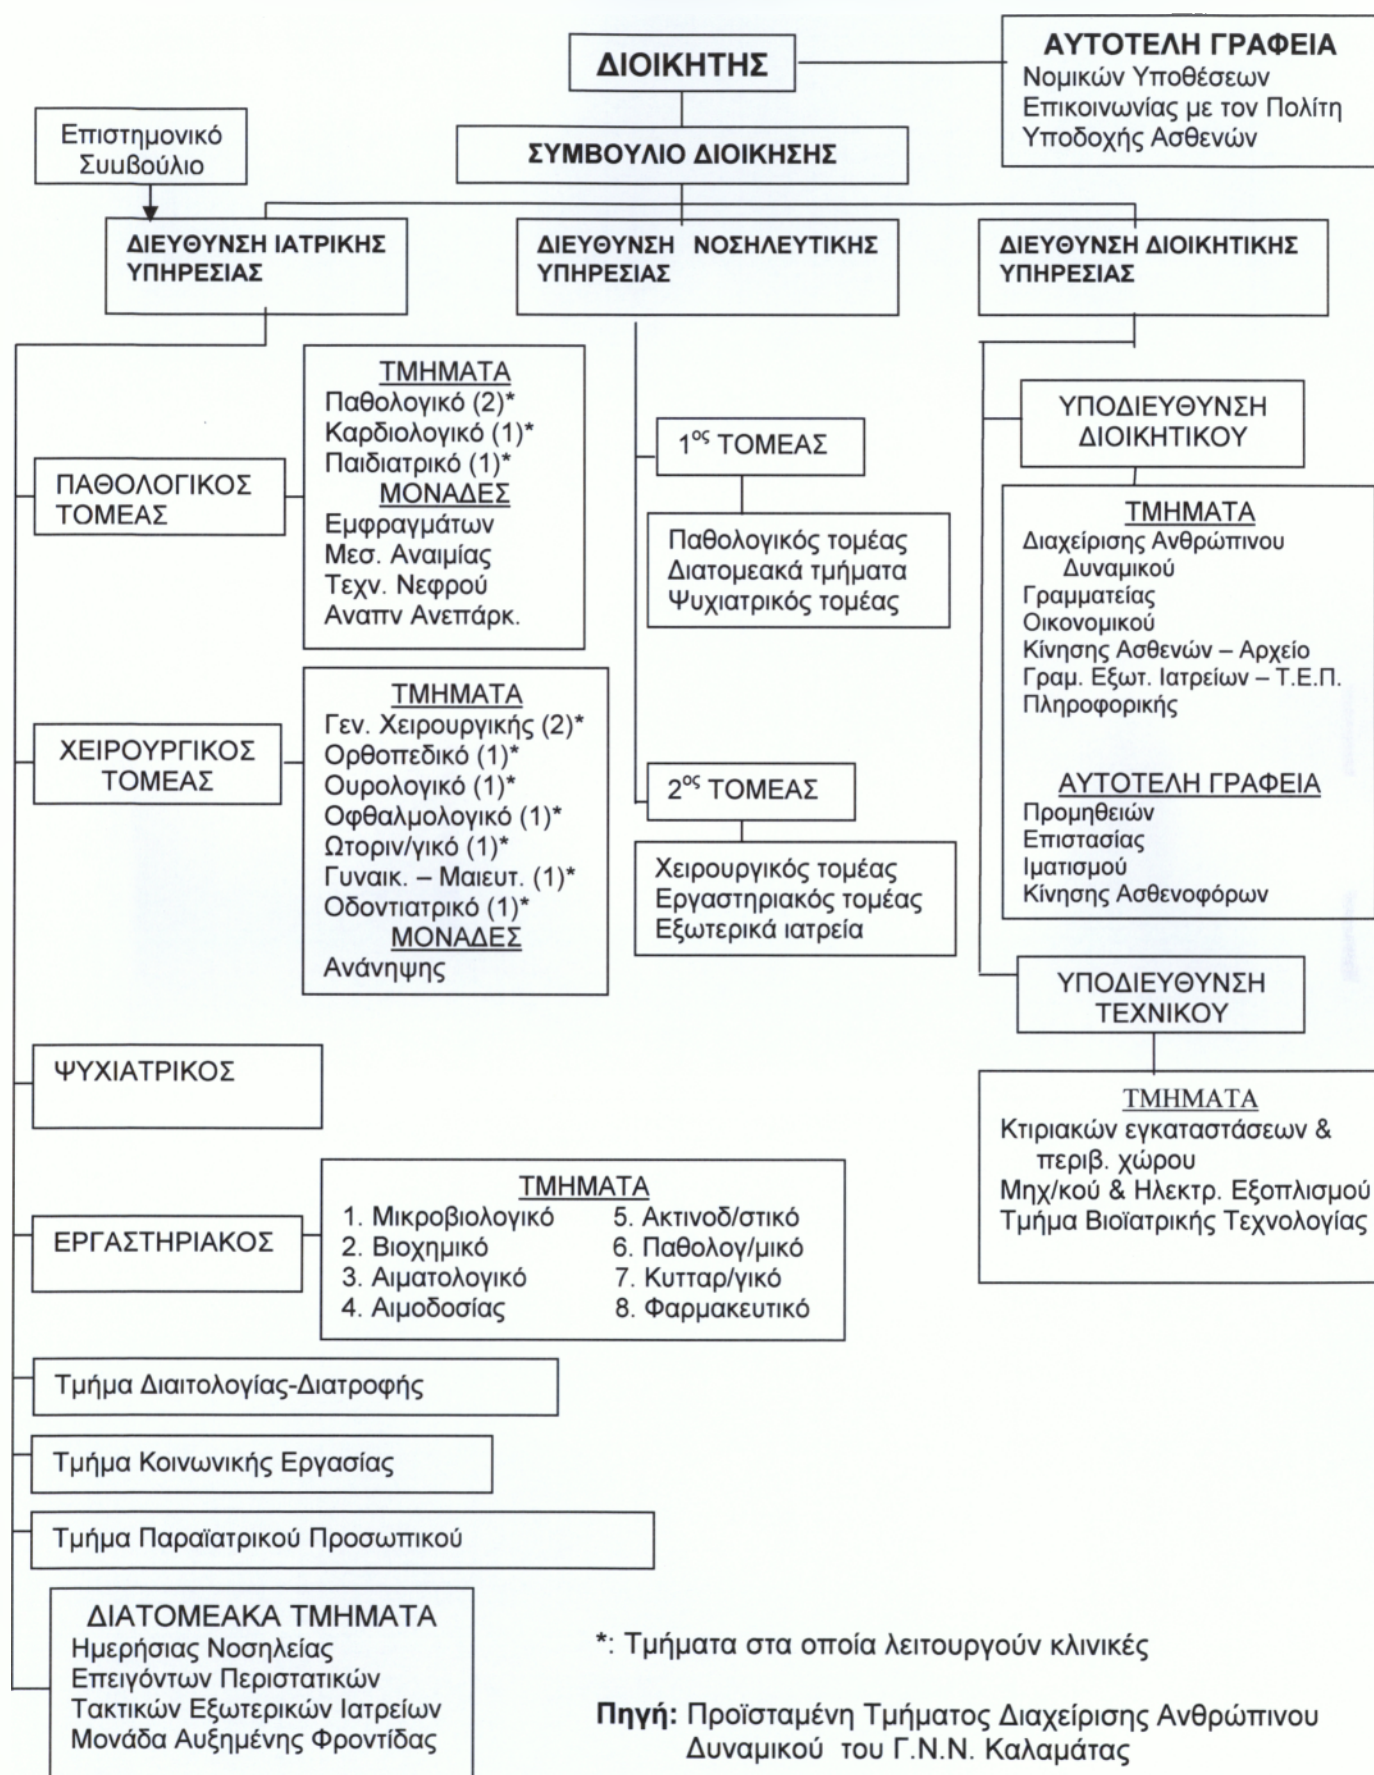 ΔΙΟΙΚΗΤΗΣ
ΑΥΤΟΤΕΛΗ ΓΡΑΦΕΙΑ
Νομικών Υποθέσεων
Επικοινωνίας με τον Πολίτη
Υποδοχής Ασθενών
Επιστημονικό
Συμβούλιο
ΣΥΜΒΟΥΛΙΟ ΔΙΟΙΚΗΣΗΣ
ΔΙΕΥΘΥΝΣΗ ΙΑΤΡΙΚΗΣ
ΥΠΗΡΕΣΙΑΣ
ΔΙΕΥΘΥΝΣΗ ΝΟΣΗΛΕΥΤΙΚΗΣ
ΥΠΗΡΕΣΙΑΣ
ΔΙΕΥΘΥΝΣΗ ΔΙΟΙΚΗΤΙΚΗΣ
ΥΠΗΡΕΣΙΑΣ
ΠΑΘΟΛΟΓΙΚΟΣ
ΤΟΜΕΑΣ
ΤΜΗΜΑΤΑ
Παθολογικό (2)*
Καρδιολογικό (1)*
Παιδιατρικό (1)*
ΜΟΝΑΔΕΣ
Εμφραγμάτων
Μεσ. Αναιμίας
Τεχν. Νεφρού
Αναπν Ανεπάρκ.
ΧΕΙΡΟΥΡΓΙΚΟΣ
ΤΟΜΕΑΣ
ΤΜΗΜΑΤΑ
Γεν. Χειρουργικής (2)*
Ορθοπεδικό (1)*
Ουρολογικό (1)*
Οφθαλμολογικό (1)*
Ωτοριν/γικό (1)*
Γυναικ. – Μαιευτ. (1)*
Οδοντιατρικό (1)*
ΜΟΝΑΔΕΣ
Ανάνηψης
ΨΥΧΙΑΤΡΙΚΟΣ
ΕΡΓΑΣΤΗΡΙΑΚΟΣ
ΤΜΗΜΑΤΑ
1. Μικροβιολογικό 5. Ακτινοδ/στικό
2. Βιοχημικό 6. Παθολογ/μικό
3. Αιματολογικό 7. Κυτταρ/γικό
4. Αιμοδοσίας 8. Φαρμακευτικό
Τμήμα Διαιτολογίας-Διατροφής
Τμήμα Κοινωνικής Εργασίας
Τμήμα Παραϊατρικού Προσωπικού
ΔΙΑΤΟΜΕΑΚΑ ΤΜΗΜΑΤΑ
Ημερήσιας Νοσηλείας
Επειγόντων Περιστατικών
Τακτικών Εξωτερικών Ιατρείων
Μονάδα Αυξημένης Φροντίδας
1ος ΤΟΜΕΑΣ
Παθολογικός τομέας
Διατομεακά τμήματα
Ψυχιατρικός τομέας
2ος ΤΟΜΕΑΣ
Χειρουργικός τομέας
Εργαστηριακός τομέας
Εξωτερικά ιατρεία
ΥΠΟΔΙΕΥΘΥΝΣΗ
ΔΙΟΙΚΗΤΙΚΟΥ
ΤΜΗΜΑΤΑ
Διαχείρισης Ανθρώπινου
Δυναμικού
Γραμματείας
Οικονομικού
Κίνησης Ασθενών – Αρχείο
Γραμ. Εξωτ. Ιατρείων – Τ.Ε.Π.
Πληροφορικής
ΑΥΤΟΤΕΛΗ ΓΡΑΦΕΙΑ
Προμηθειών
Επιστασίας
Ιματισμού
Κίνησης Ασθενοφόρων
ΥΠΟΔΙΕΥΘΥΝΣΗ
ΤΕΧΝΙΚΟΥ
ΤΜΗΜΑΤΑ
Κτιριακών εγκαταστάσεων &
περιβ. χώρου
Μηχ/κού & Ηλεκτρ. Εξοπλισμού
Τμήμα Βιοϊατρικής Τεχνολογίας
*: Τμήματα στα οποία λειτουργούν κλινικές
Πηγή: Προϊσταμένη Τμήματος Διαχείρισης Ανθρώπινου
Δυναμικού του Γ.Ν.Ν. Καλαμάτας